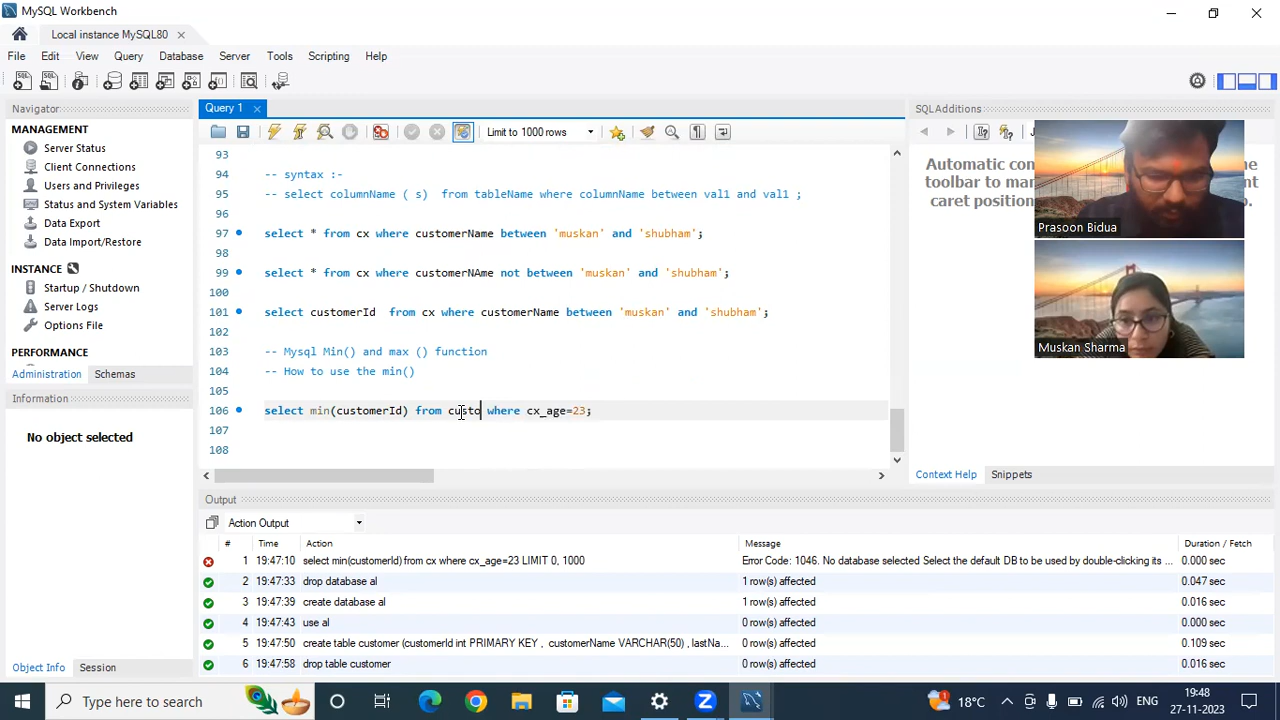 MySQL Workbench
Local instance MySQL80
File Edit View Query Database Server Tools Scripting Help
Navigator
MANAGEMENT
Server Status
Client Connections
Users and Privileges
Status and System Variables
Data Export
Data Import/Restore
INSTANCE
Startup / Shutdown
Server Logs
Options File
PERFORMANCE
Administration Schemas
Information
No object selected
Object Info Session
Query 1
Limit to 1000 rows
93
94 -- syntax :-
95 -- select columnName ( s)  from tableName where columnName between val1 and val1 ;
96
97 select * from cx where customerName between 'muskan' and 'shubham';
98
99 select * from cx where customerNAme not between 'muskan' and 'shubham';
100
101 select customerId  from cx where customerName between 'muskan' and 'shubham';
102
103 -- Mysql Min() and max () function
104 -- How to use the min()
105
106 select min(customerId) from custo where cx_age=23;
107
108
SQLAdditions
Automatic con
toolbar to mar
caret position
Prasoon Bidua
Muskan Sharma
Context Help Snippets
Output
Action Output
# Time Action Message Duration / Fetch
1 19:47:10 select min(customerId) from cx where cx_age=23 LIMIT 0, 1000 Error Code: 1046. No database selected Select the default DB to be used by double-clicking its ... 0.000 sec
2 19:47:33 drop database al 1 row(s) affected 0.047 sec
3 19:47:39 create database al 1 row(s) affected 0.016 sec
4 19:47:43 use al 0 row(s) affected 0.000 sec
5 19:47:50 create table customer (customerId int PRIMARY KEY ,  customerName VARCHAR(50) , lastNa... 0 row(s) affected 0.109 sec
6 19:47:58 drop table customer 0 row(s) affected 0.016 sec
Type here to search
18°C
ENG
19:48
27-11-2023